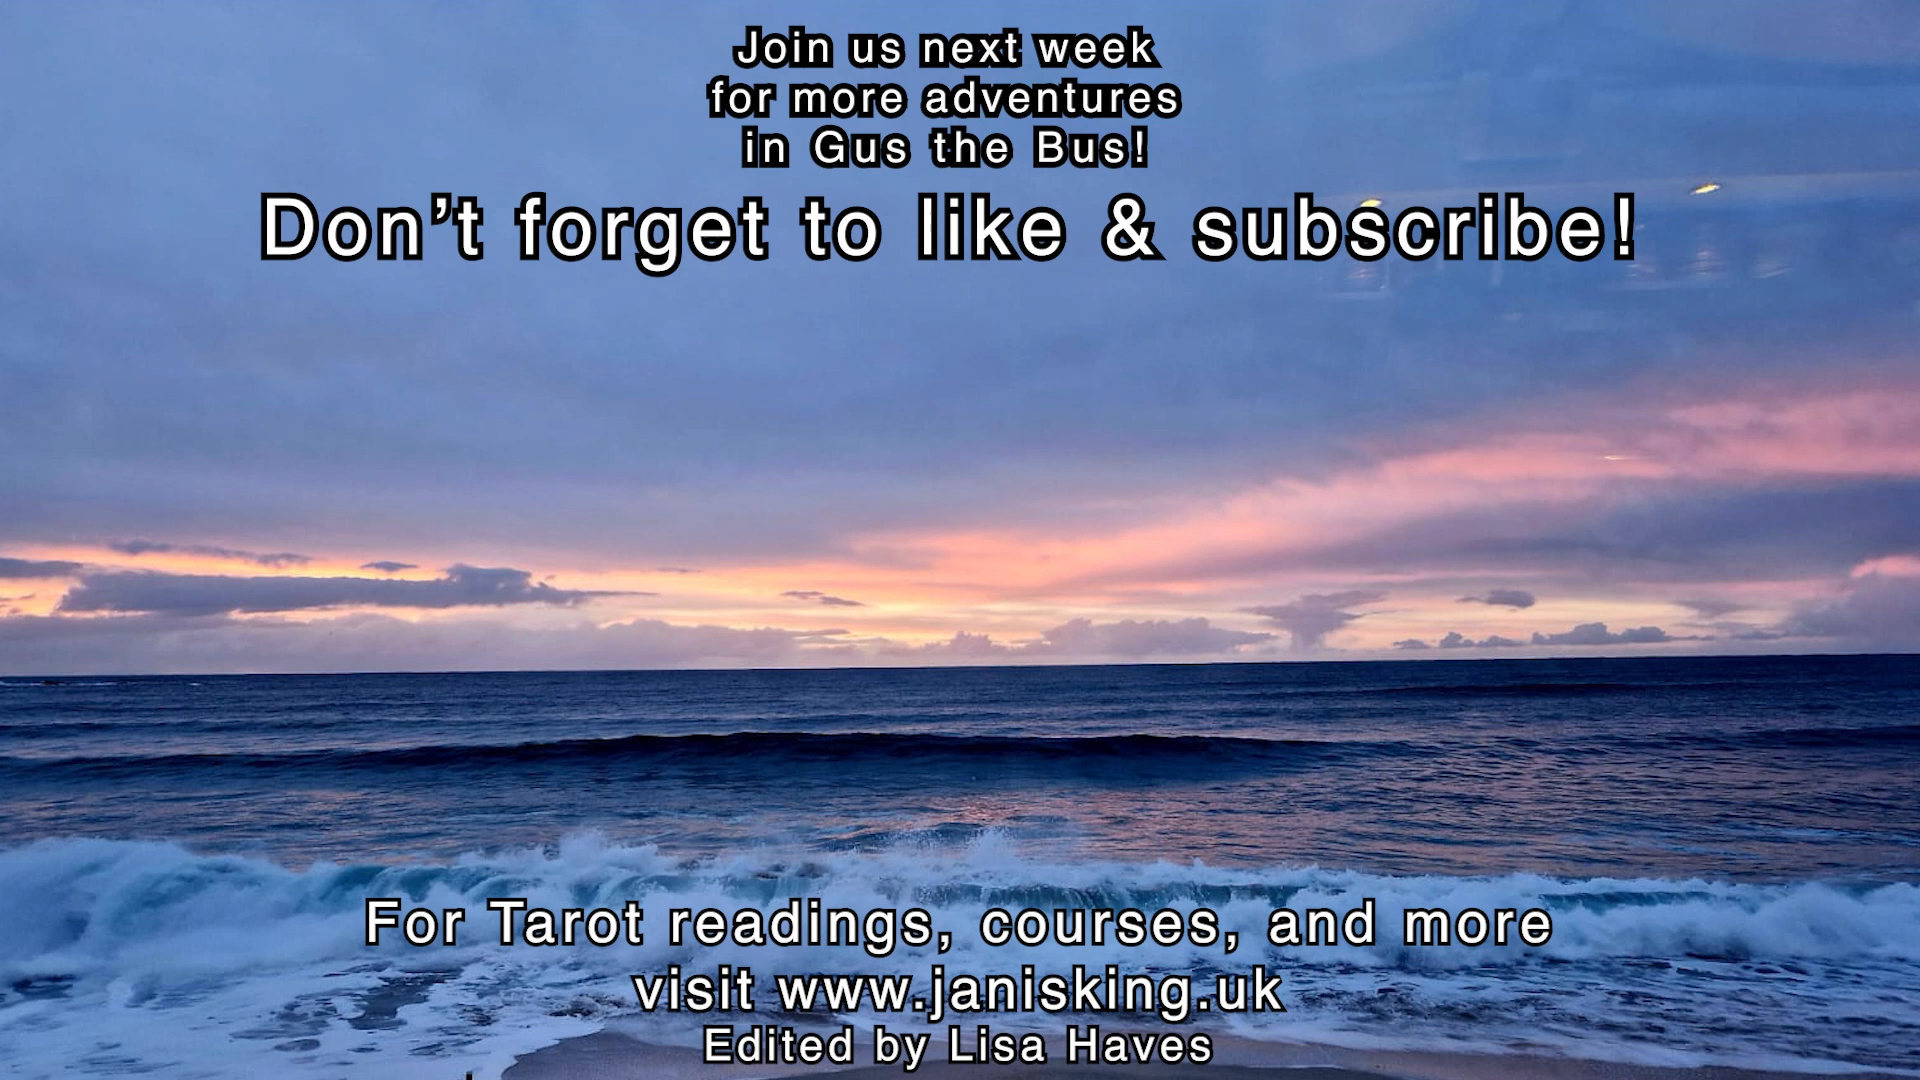 Join us next week
for more adventures
in Gus the Bus!
Don’t forget to like & subscribe!
For Tarot readings, courses, and more
visit www.janisking.uk
Edited by Lisa Haves